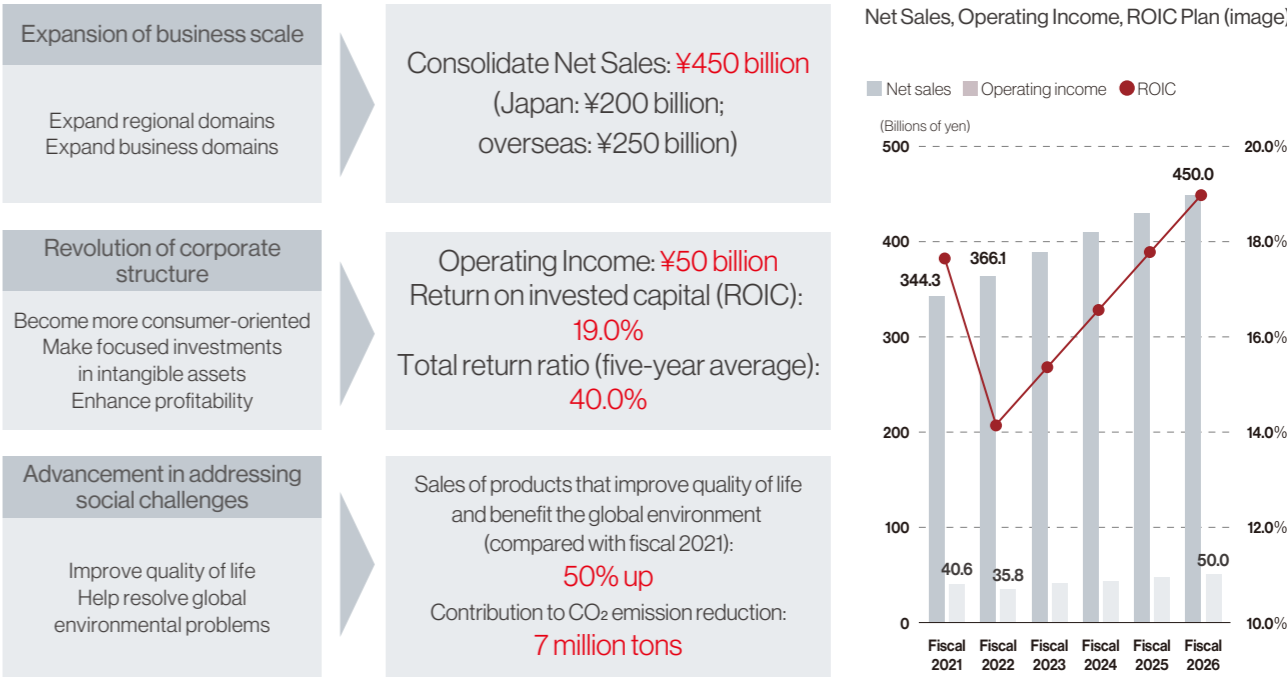 Expansion of business scale
Expand regional domains
Expand business domains
Consolidate Net Sales: ¥450 billion
(Japan: ¥200 billion;
overseas: ¥250 billion)
Revolution of corporate
structure
Become more consumer-oriented
Make focused investments
in intangible assets
Enhance profitability
Operating Income: ¥50 billion
Return on invested capital (ROIC):
19.0%
Total return ratio (five-year average):
40.0%
Advancement in addressing
social challenges
Improve quality of life
Help resolve global
environmental problems
Sales of products that improve quality of life
and benefit the global environment
(compared with fiscal 2021):
50% up
Contribution to CO₂ emission reduction:
7 million tons
Net Sales, Operating Income, ROIC Plan (image)
Net sales Operating income ROIC
(Billions of yen)
500 20.0%
450.0
400 18.0%
366.1
344.3
300 16.0%
200 14.0%
100 12.0%
40.6 35.8 50.0
0 10.0%
Fiscal Fiscal Fiscal Fiscal Fiscal Fiscal
2021 2022 2023 2024 2025 2026